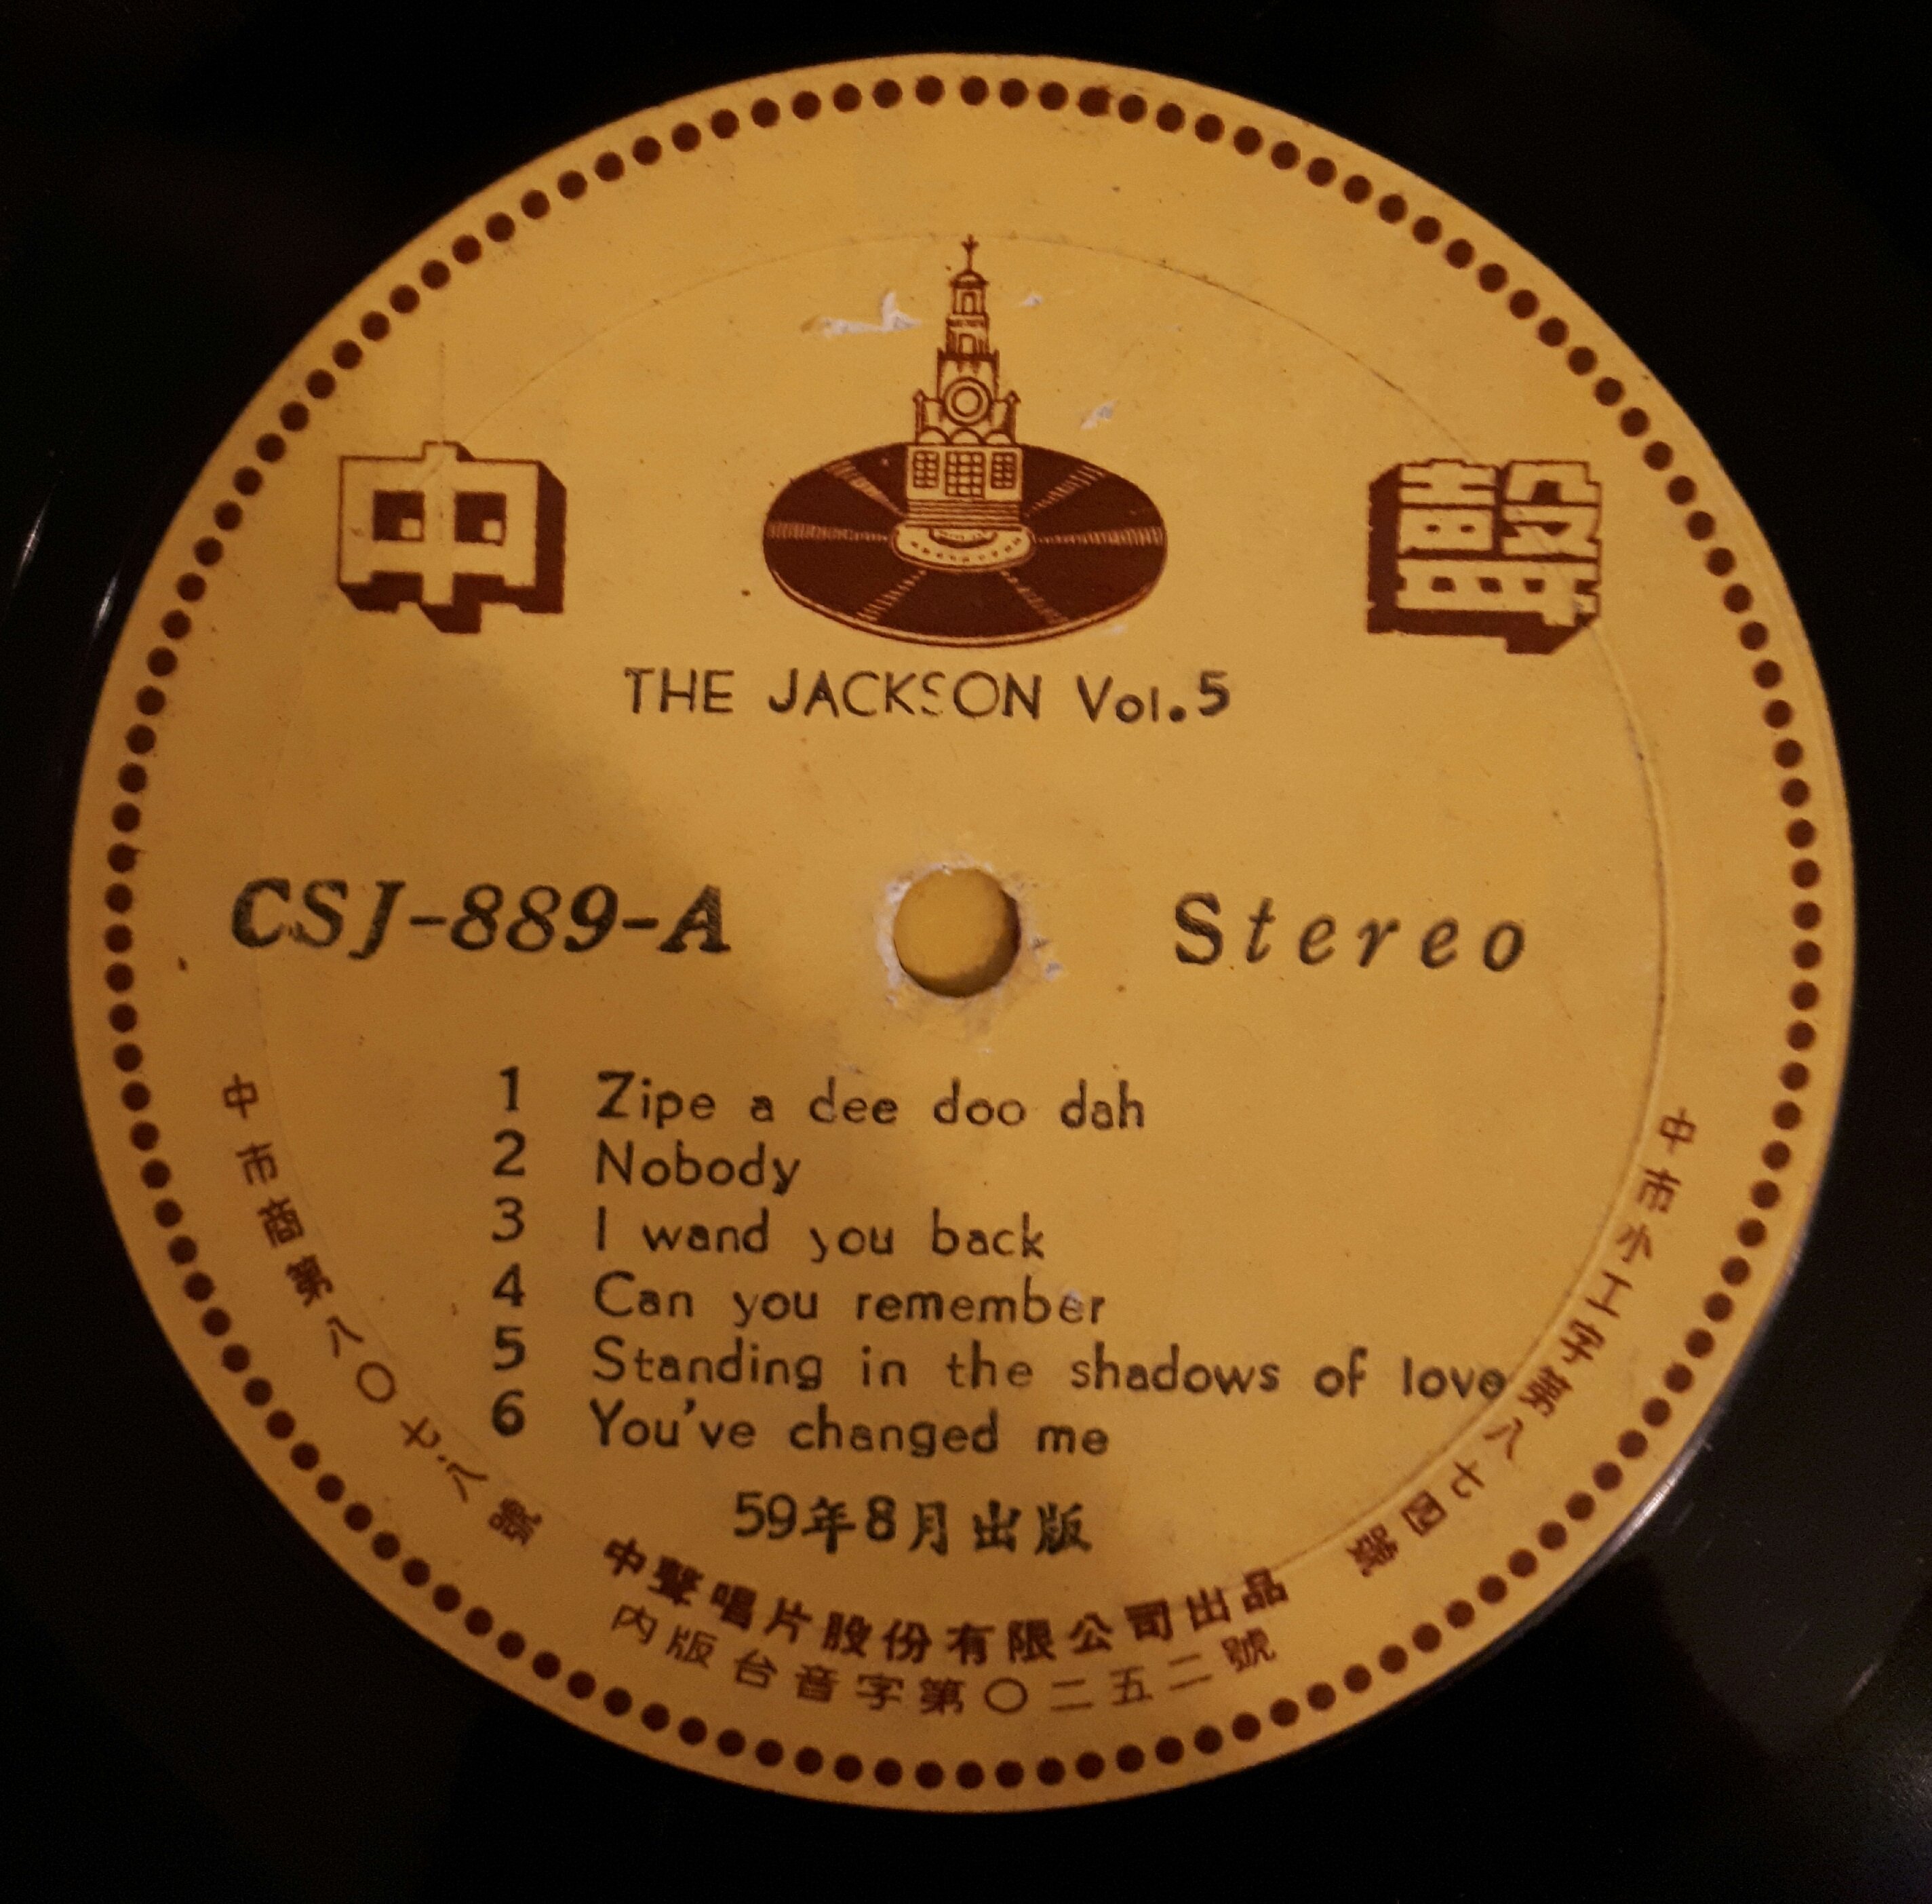 中聲
THE JACKSON Vol.5
CSJ-889-A
Stereo
1 Zipe a dee doo dah
2 Nobody
3 I wand you back
4 Can you remember
5 Standing in the shadows of love
6 You've changed me
59年8月出版
中市商第八〇七八號
中聲唱片股份有限公司出品
內版台音字第〇二五二號
中市小工字第八七四號